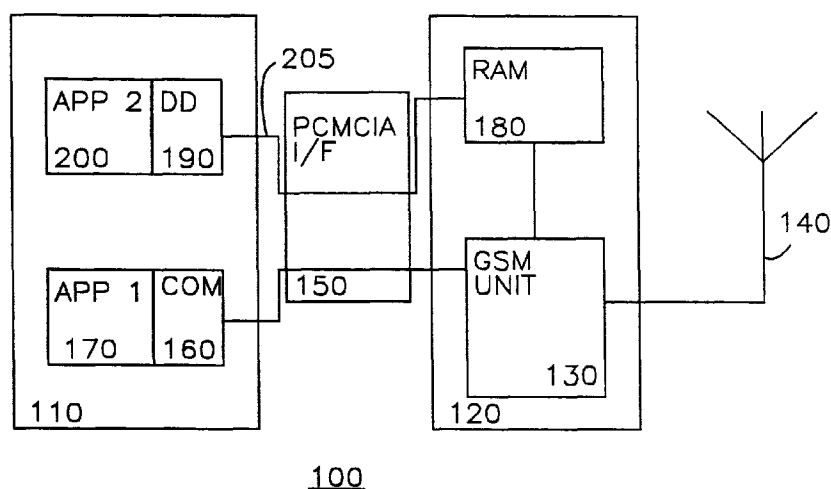 205
APP 2 DD
200 190
PCMCIA
I/F
RAM
180
140
APP 1 COM
170 160
150
GSM
UNIT
130
110
120
100